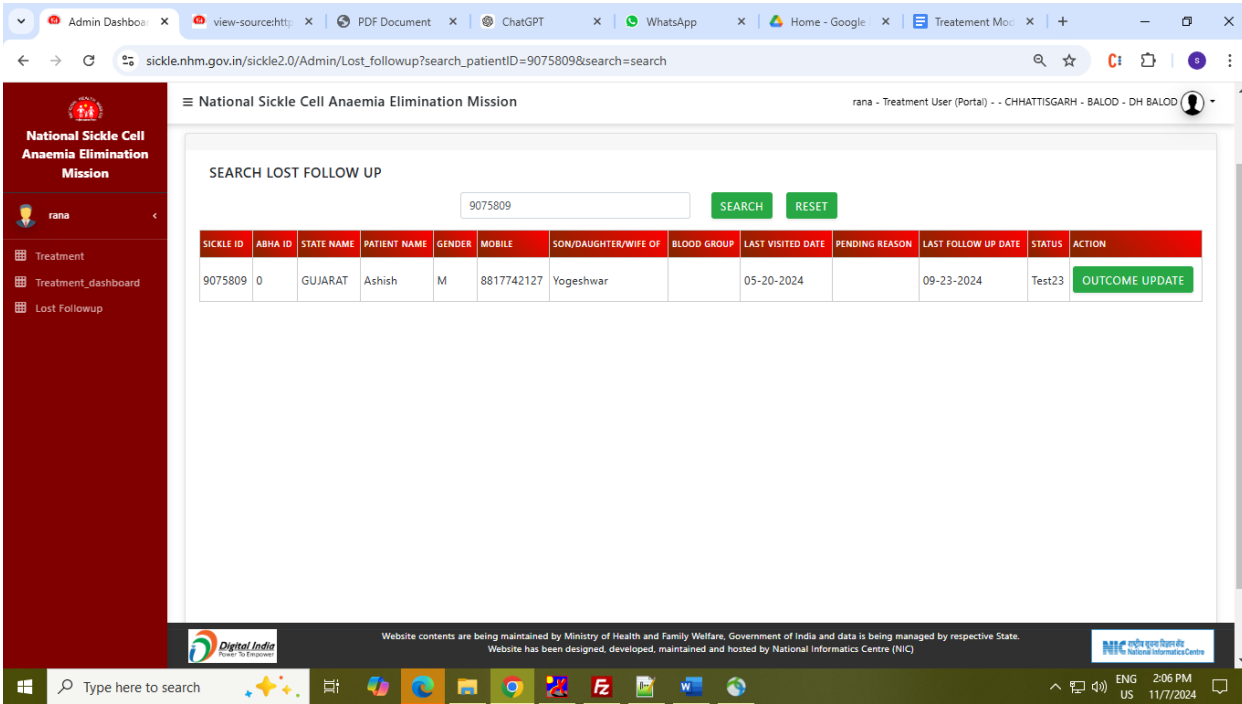 Admin Dashboa
view-source:http
PDF Document
ChatGPT
WhatsApp
Home - Google
Treatement Mod
sickle.nhm.gov.in/sickle2.0/Admin/Lost_followup?search_patientID=9075809&search=search
National Sickle Cell
Anaemia Elimination
Mission
rana
Treatment
Treatment_dashboard
Lost Followup
≡ National Sickle Cell Anaemia Elimination Mission
rana - Treatment User (Portal) - - CHHATTISGARH - BALOD - DH BALOD
SEARCH LOST FOLLOW UP
9075809 SEARCH RESET
SICKLE ID ABHA ID STATE NAME PATIENT NAME GENDER MOBILE SON/DAUGHTER/WIFE OF BLOOD GROUP LAST VISITED DATE PENDING REASON LAST FOLLOW UP DATE STATUS ACTION
9075809 0 GUJARAT Ashish M 8817742127 Yogeshwar 05-20-2024 09-23-2024 Test23 OUTCOME UPDATE
Digital India
Power To Empower
Website contents are being maintained by Ministry of Health and Family Welfare, Government of India and data is being managed by respective State.
Website has been designed, developed, maintained and hosted by National Informatics Centre (NIC)
NIC राष्ट्रीय सूचना विज्ञान केंद्र
National Informatics Centre
Type here to search
ENG
US
2:06 PM
11/7/2024